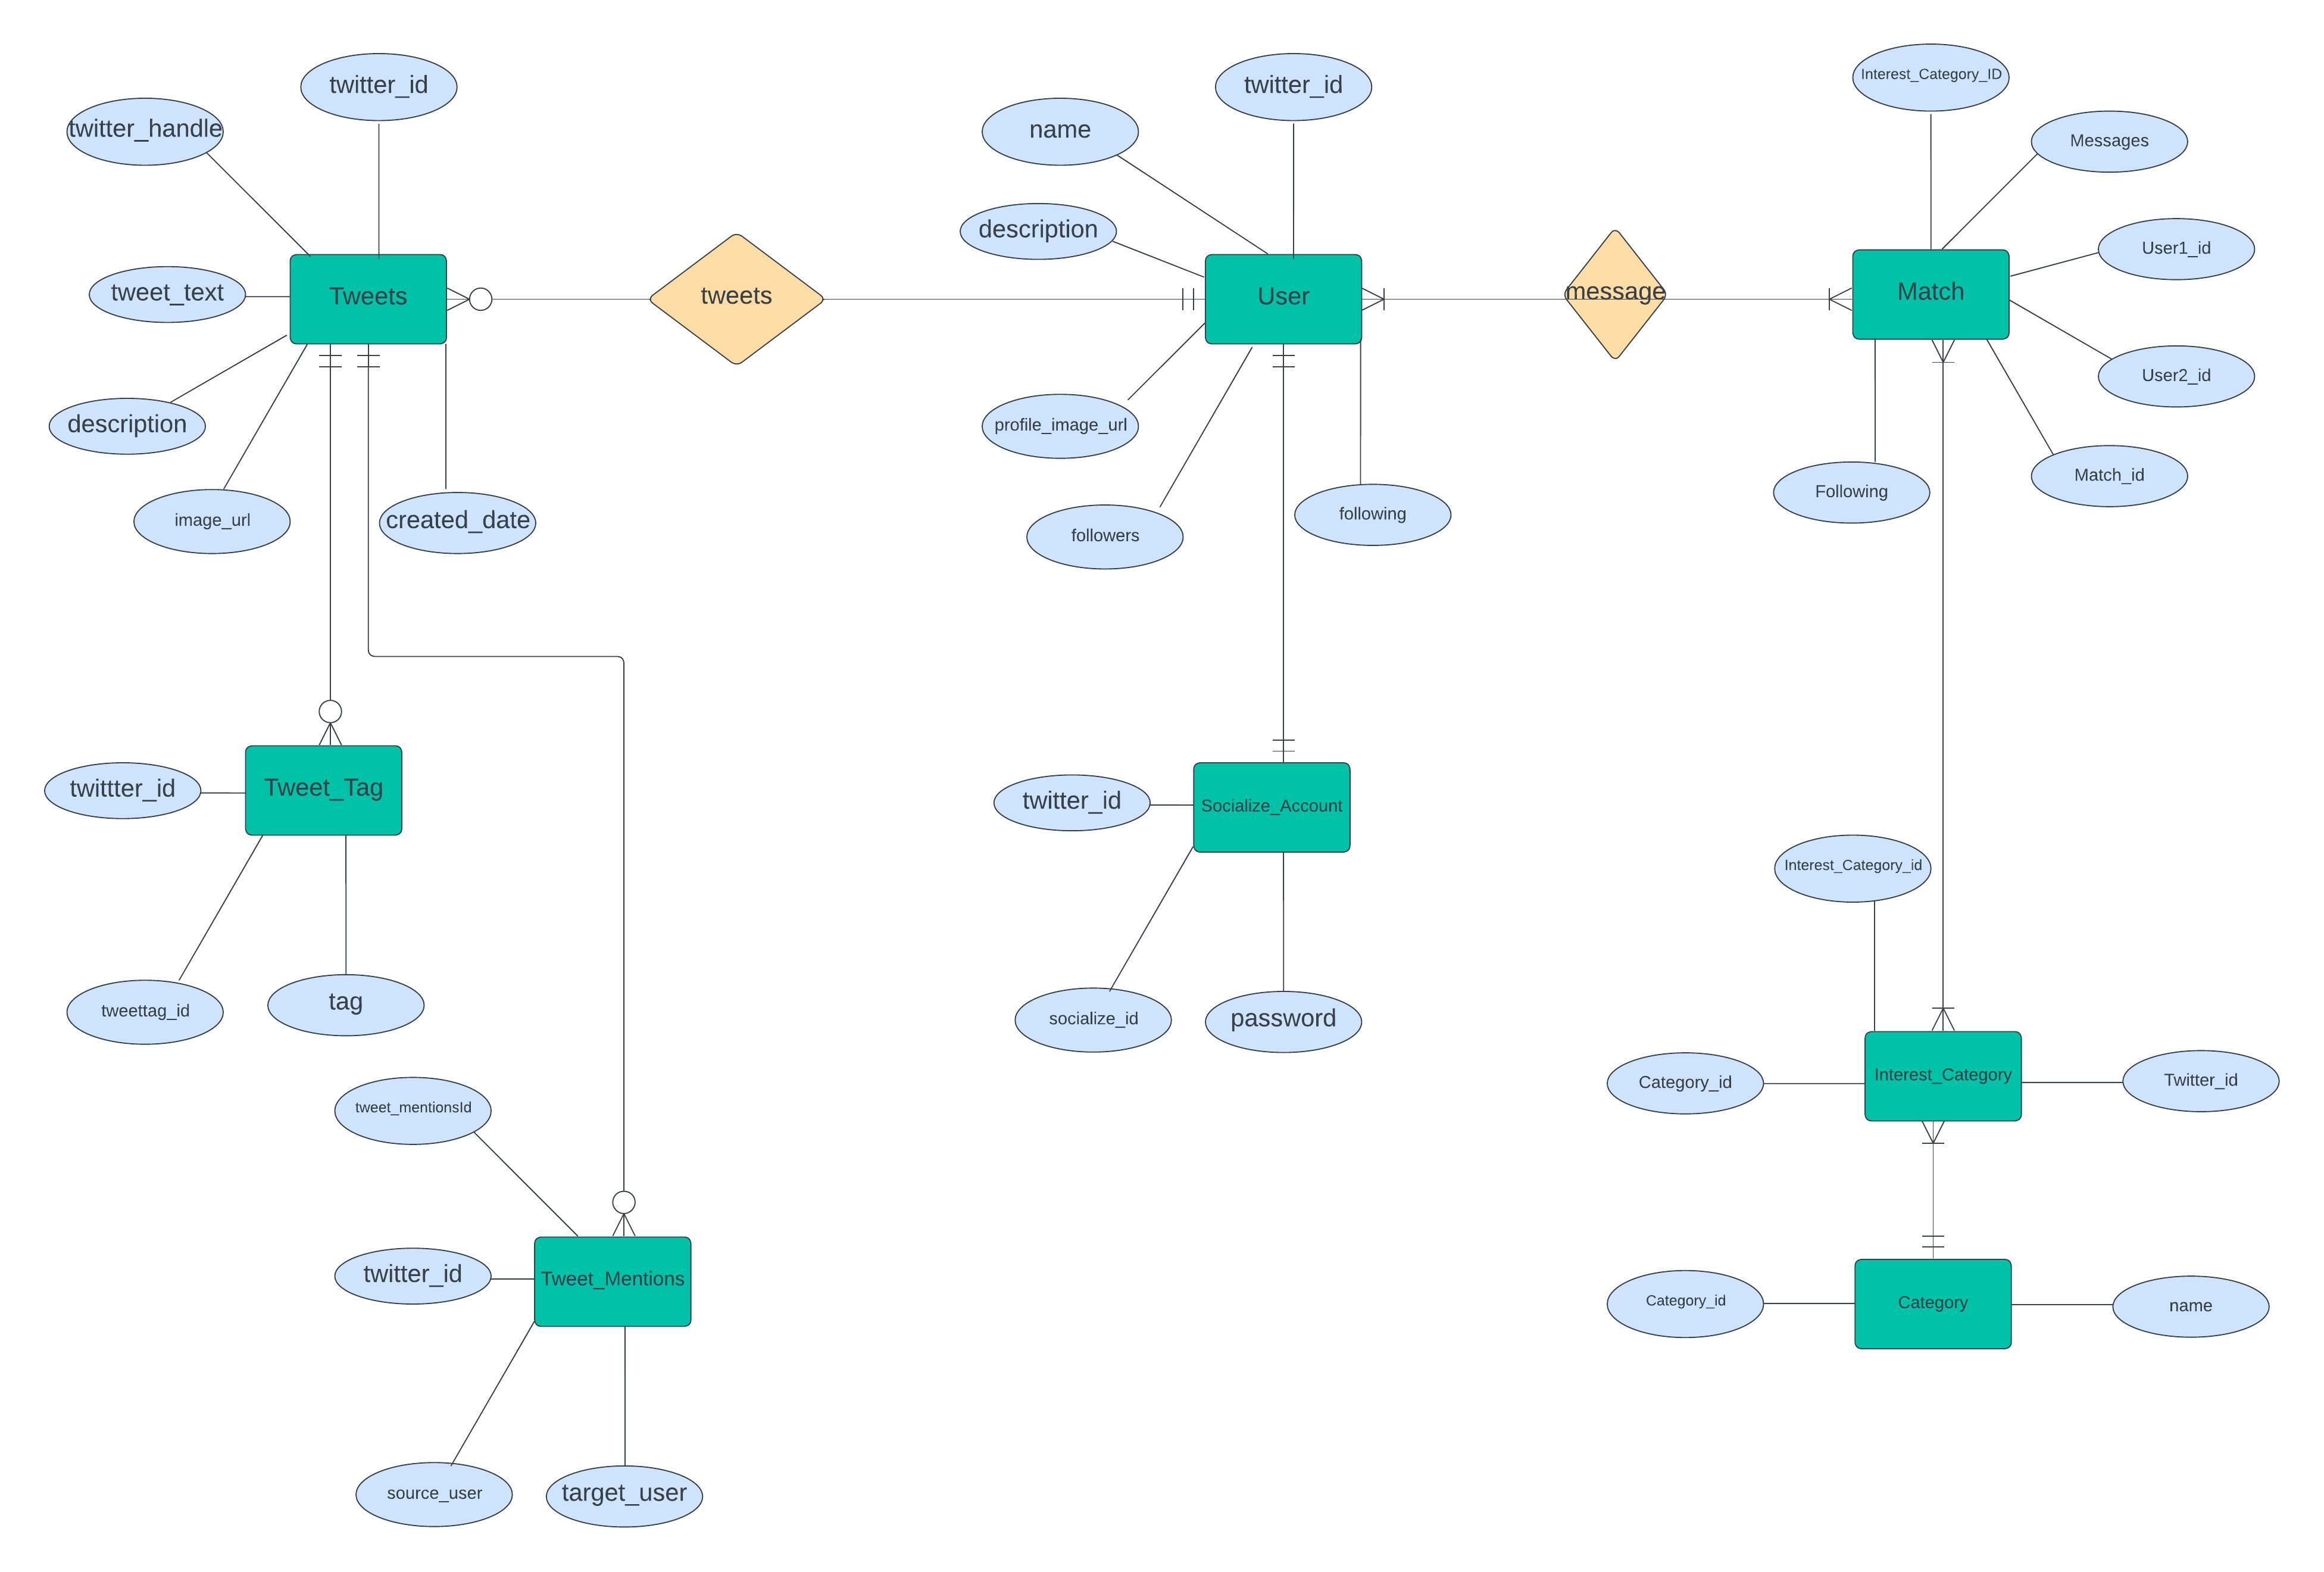 twitter_id
twitter_handle
tweet_text
Tweets
description
image_url
created_date
tweets
twitter_id
name
description
User
profile_image_url
followers
following
message
Interest_Category_ID
Messages
User1_id
Match
User2_id
Following
Match_id
twittter_id
Tweet_Tag
tweettag_id
tag
tweet_mentionsId
twitter_id
Tweet_Mentions
source_user
target_user
twitter_id
Socialize_Account
socialize_id
password
Interest_Category_id
Category_id
Interest_Category
Twitter_id
Category_id
Category
name